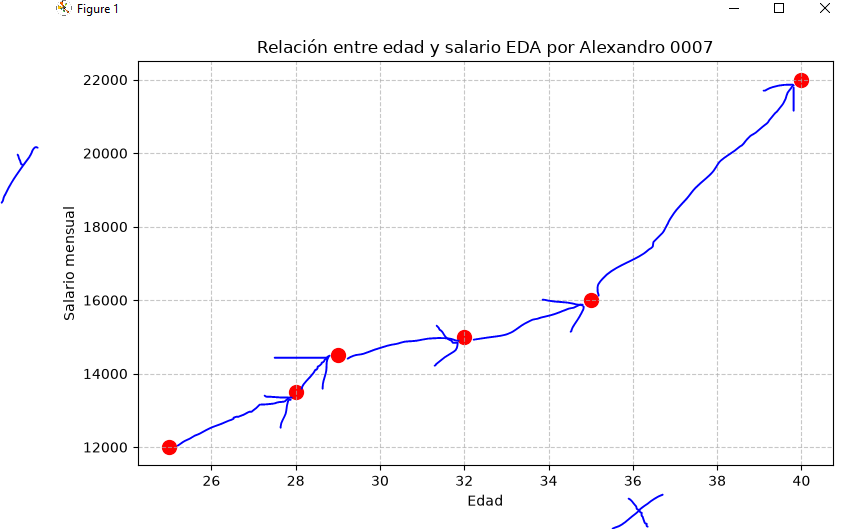 Figure 1
Relación entre edad y salario EDA por Alexandro 0007
22000
20000
18000
16000
14000
12000
Salario mensual
Y
26 28 30 32 34 36 38 40
Edad
X